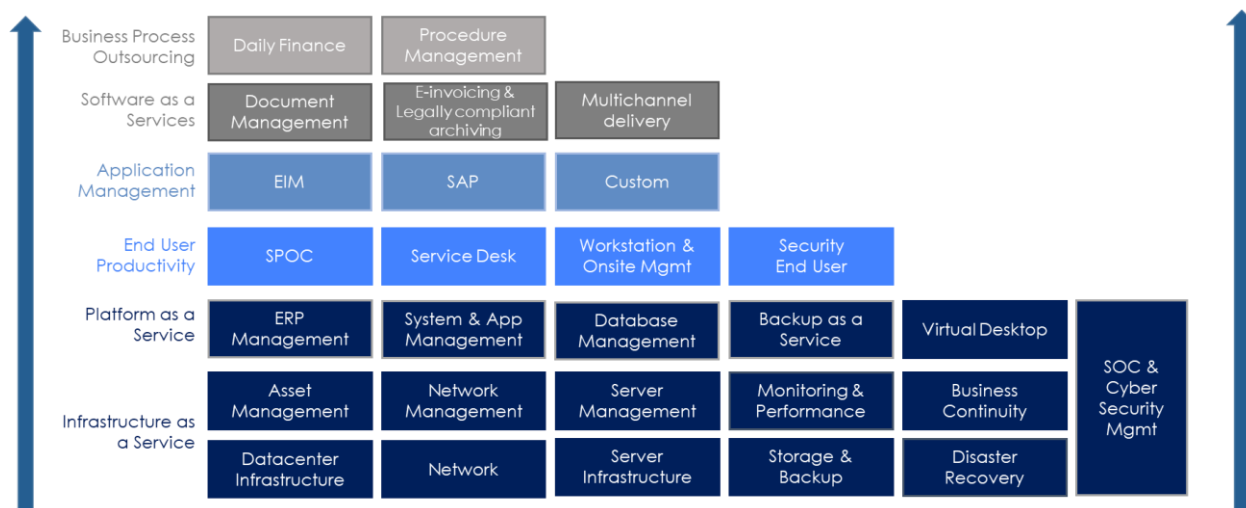 Business Process
Outsourcing
Daily Finance
Procedure
Management
Software as a
Services
Document
Management
E-invoicing &
Legally compliant
archiving
Multichannel
delivery
Application
Management
EIM
SAP
Custom
End User
Productivity
SPOC
Service Desk
Workstation &
Onsite Mgmt
Security
End User
Platform as a
Service
ERP
Management
System & App
Management
Database
Management
Backup as a
Service
Virtual Desktop
SOC &
Cyber
Security
Mgmt
Infrastructure as
a Service
Asset
Management
Network
Management
Server
Management
Monitoring &
Performance
Business
Continuity
Datacenter
Infrastructure
Network
Server
Infrastructure
Storage &
Backup
Disaster
Recovery